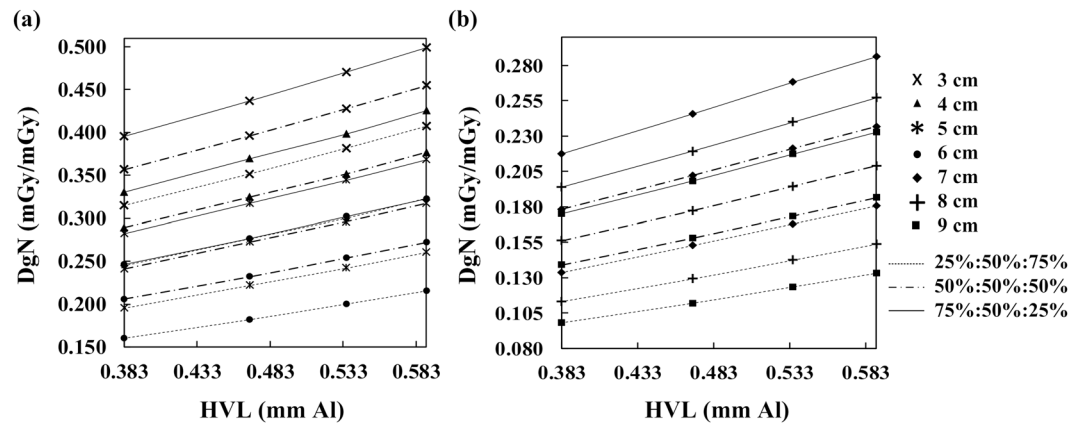 (a)
0.500
0.450
0.400
0.350
0.300
0.250
0.200
0.150
DgN (mGy/mGy)
0.383 0.433 0.483 0.533 0.583
HVL (mm Al)
(b)
0.280
0.255
0.230
0.205
0.180
0.155
0.130
0.105
0.080
DgN (mGy/mGy)
0.383 0.433 0.483 0.533 0.583
HVL (mm Al)
3 cm
4 cm
5 cm
6 cm
7 cm
8 cm
9 cm
25%:50%:75%
50%:50%:50%
75%:50%:25%